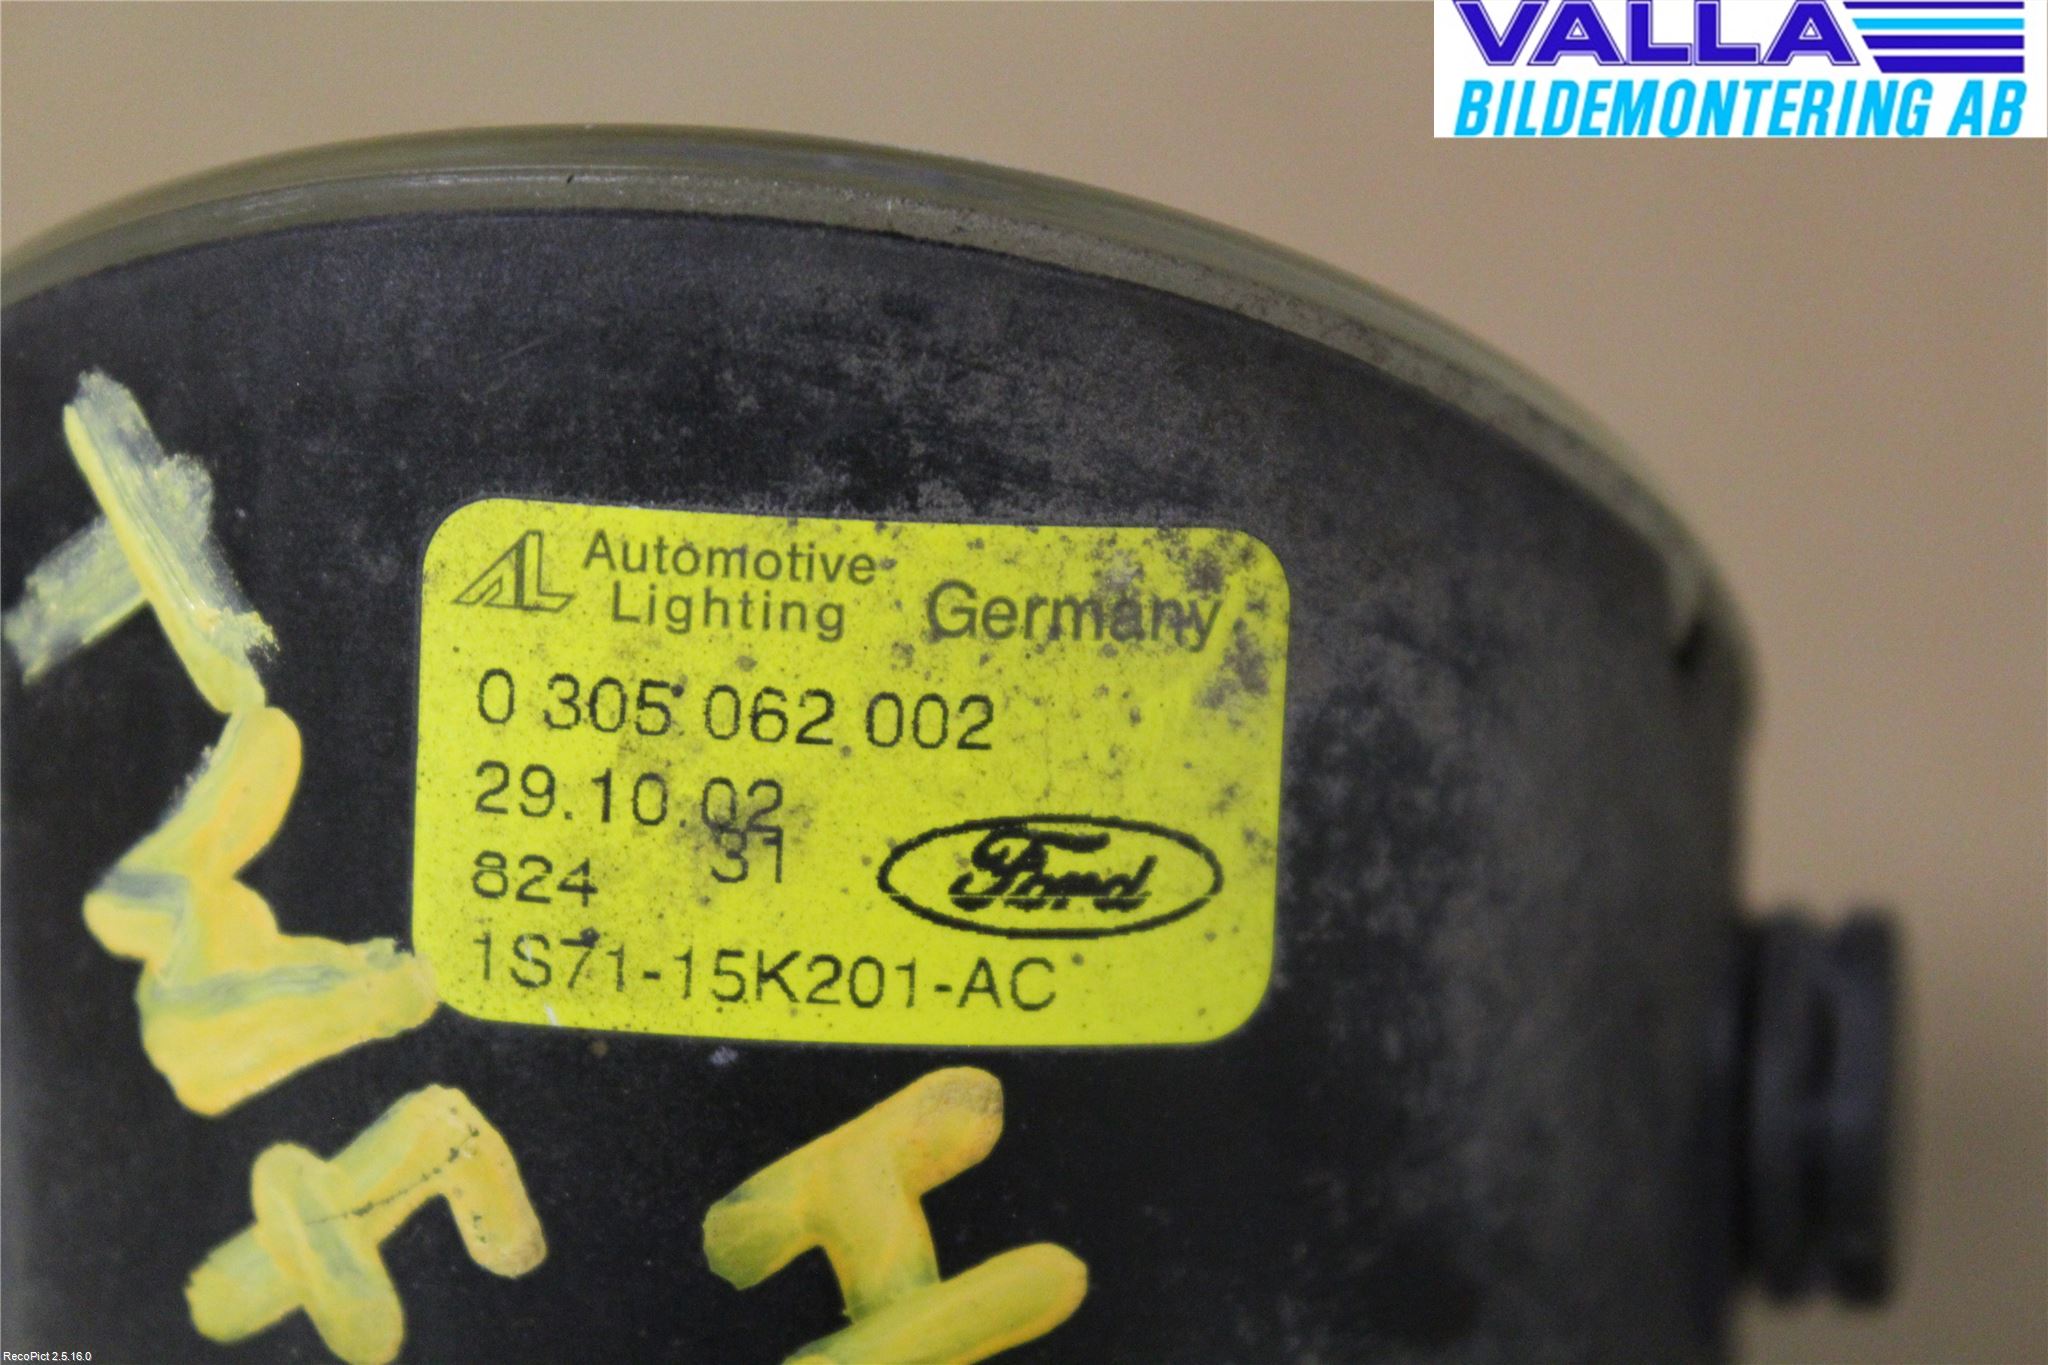 VALLA
BILDEMONTERING AB
AL Automotive Germany
Lighting
0 305 062 002
29.10.02
824 31
Ford
1S71-15K201-AC
H
RecoPict 2.5.16.0